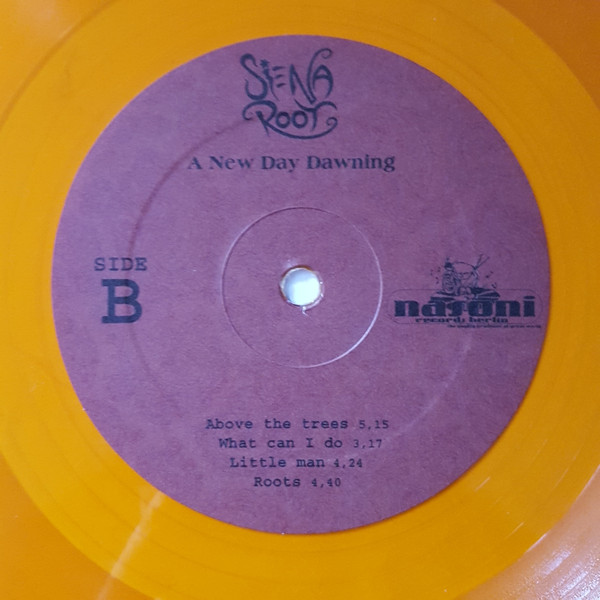 SIENA
ROOT
A New Day Dawning
SIDE
B
nasoni
records berlin
Above the trees 5,15
What can I do 3,17
Little man 4,24
Roots 4,40